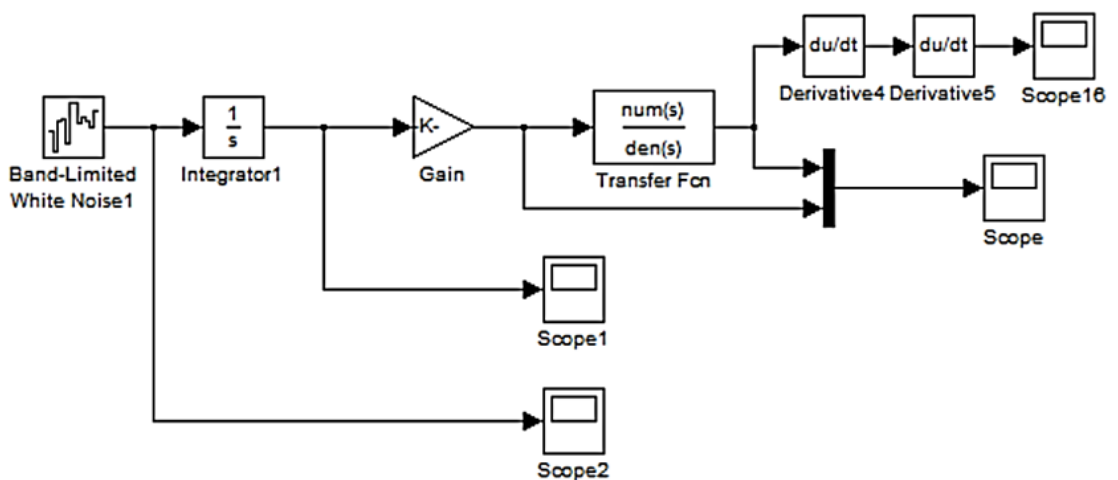 du/dt
du/dt
Derivative4
Derivative5
Scope16
Band-Limited
White Noise1
1
s
Integrator1
-K-
Gain
num(s)
den(s)
Transfer Fcn
Scope
Scope1
Scope2